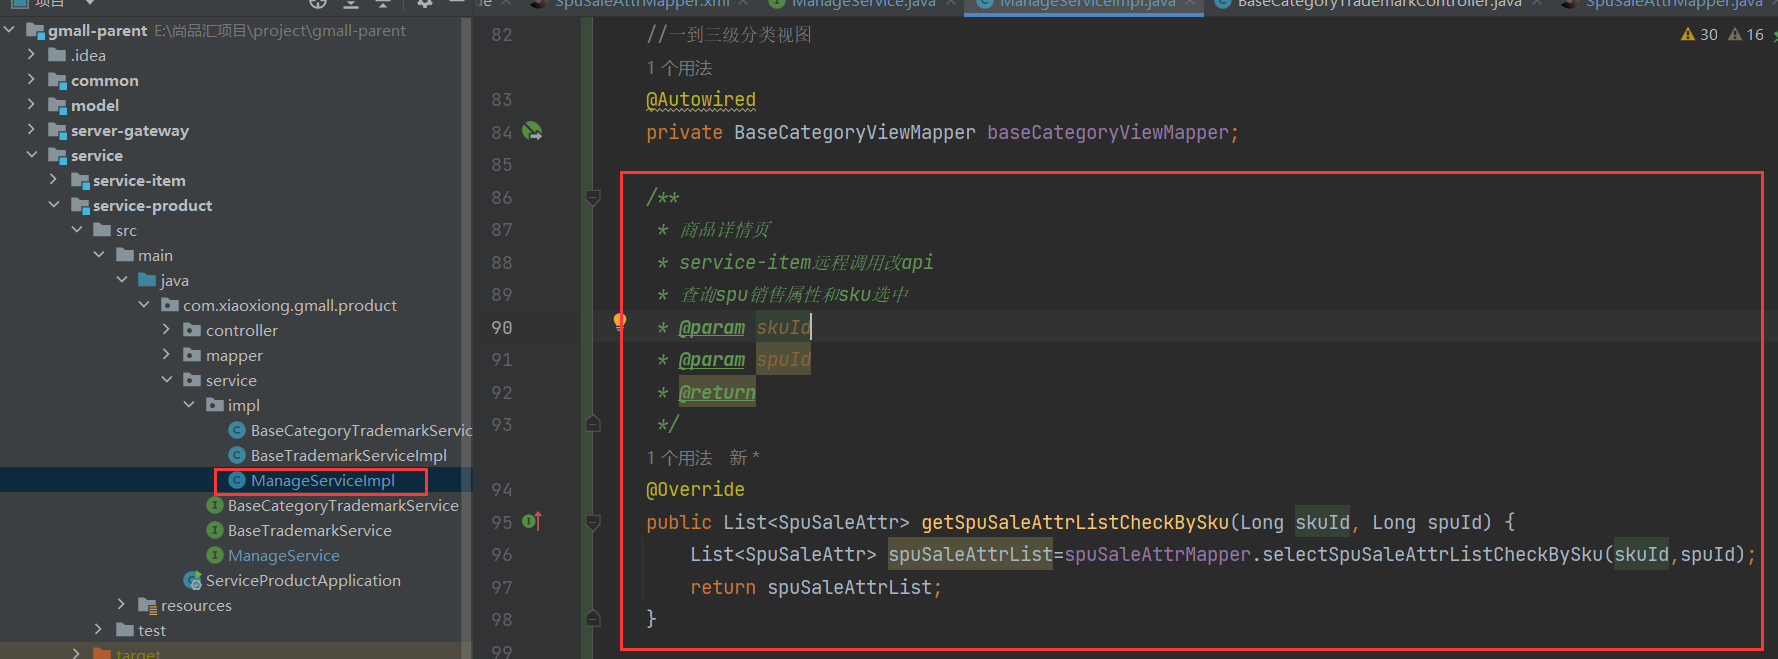 项目
SpuSaleAttrMapper.xml
ManageService.java
ManageServiceImpl.java
BaseCategoryTrademarkController.java
SpuSaleAttrMapper.java
gmall-parent E:\尚品汇项目\project\gmall-parent
.idea
common
model
server-gateway
service
service-item
service-product
src
main
java
com.xiaoxiong.gmall.product
controller
mapper
service
impl
BaseCategoryTrademarkServic
BaseTrademarkServiceImpl
ManageServiceImpl
BaseCategoryTrademarkService
BaseTrademarkService
ManageService
ServiceProductApplication
resources
test
target
30 16
82 //一到三级分类视图
1 个用法
83 @Autowired
84 private BaseCategoryViewMapper baseCategoryViewMapper;
85
86 /**
87 * 商品详情页
88 * service-item远程调用改api
89 * 查询spu销售属性和sku选中
90 * @param skuId
91 * @param spuId
92 * @return
93 */
1 个用法 新 *
94 @Override
95 public List<SpuSaleAttr> getSpuSaleAttrListCheckBySku(Long skuId, Long spuId) {
96 List<SpuSaleAttr> spuSaleAttrList=spuSaleAttrMapper.selectSpuSaleAttrListCheckBySku(skuId,spuId);
97 return spuSaleAttrList;
98 }
99